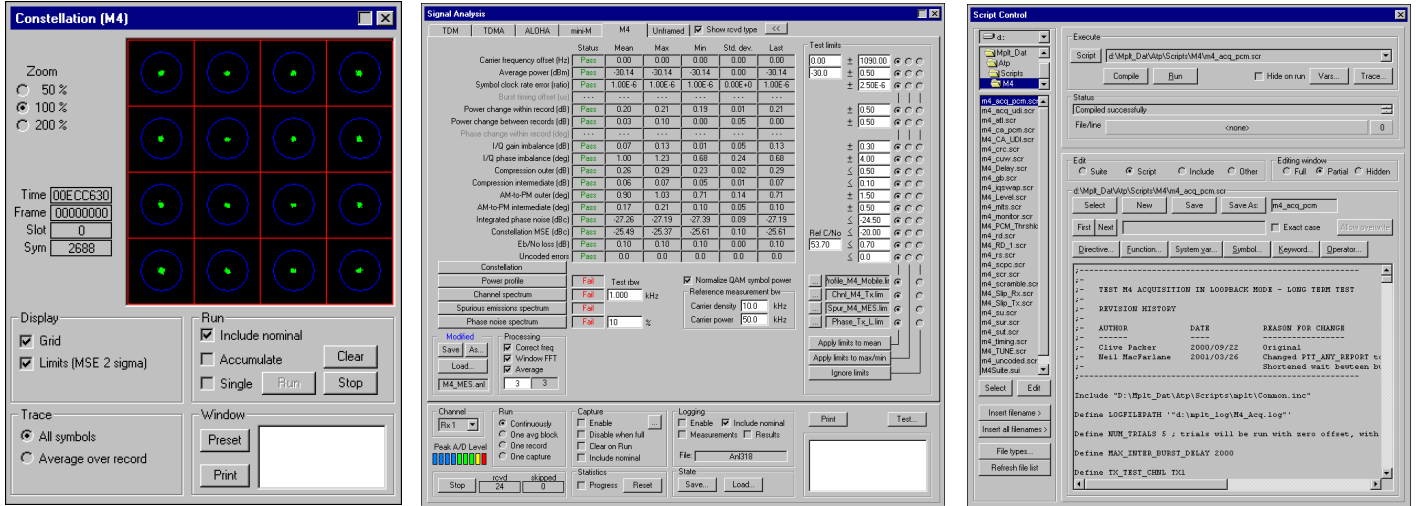 Constellation (M4)
Zoom
50 %
100 %
200 %
Time 00ECC630
Frame 00000000
Slot 0
Sym 2688
Display
Grid
Limits (MSE 2 sigma)
Run
Include nominal
Accumulate
Clear
Single Run Stop
Trace
All symbols
Average over record
Window
Preset
Print
Signal Analysis
TDM TDMA ALOHA mini-M M4 Unframed Show rcvd type <<
Status Mean Max Min Std. dev. Last Test limits
Carrier frequency offset (Hz) Pass 0.00 0.00 0.00 0.00 0.00 0.00 ± 1090.00
Average power (dBm) Pass -30.14 -30.14 -30.14 0.00 -30.14 -30.0 ± 0.50
Symbol clock rate error (ratio) Pass 1.00E-6 1.00E-6 1.00E-6 0.00E+0 1.00E-6 ± 2.50E-6
Burst timing offset (us) --- --- --- --- --- ---
Power change within record (dB) Pass 0.20 0.21 0.19 0.01 0.21 ± 0.50
Power change between records (dB) Pass 0.03 0.10 0.00 0.05 0.00 ± 0.50
Phase change within record (deg) --- --- --- --- --- ---
I/Q gain imbalance (dB) Pass 0.07 0.13 0.01 0.05 0.13 ± 0.30
I/Q phase imbalance (deg) Pass 1.00 1.23 0.68 0.24 0.68 ± 4.00
Compression outer (dB) Pass 0.26 0.29 0.23 0.02 0.29 ≤ 0.50
Compression intermediate (dB) Pass 0.06 0.07 0.05 0.01 0.07 ≤ 0.10
AM-to-PM outer (deg) Pass 0.90 1.03 0.71 0.14 0.71 ± 1.50
AM-to-PM intermediate (deg) Pass 0.17 0.21 0.10 0.05 0.10 ± 0.50
Integrated phase noise (dBc) Pass -27.26 -27.19 -27.39 0.09 -27.19 ≤ -24.50
Constellation MSE (dBc) Pass -25.49 -25.37 -25.61 0.10 -25.61 Ref C/No ≤ -20.00
Eb/No loss (dB) Pass 0.10 0.10 0.10 0.00 0.10 53.70 ≤ 0.70
Uncoded errors Pass 0.0 0.0 0.0 0.0 0.0 ≤ 0.0
Constellation
Power profile Fail Test rbw Normalize QAM symbol power ... Profile_M4_Mobile.lin
Channel spectrum Fail 1.000 kHz Reference measurement bw ... Chnl_M4_Tx.lim
Spurious emissions spectrum Fail Carrier density 10.0 kHz ... Spur_M4_MES.lim
Phase noise spectrum Fail 10 % Carrier power 50.0 kHz ... Phase_Tx_L.lim
Modified
Save As...
Load...
M4_MES.anl
Processing
Correct freq
Window FFT
Average
3 3
Apply limits to mean
Apply limits to max/min
Ignore limits
Channel
Rx 1
Peak A/D Level
Run
Continuously
One avg block
One record
One capture
Capture
Enable ...
Disable when full
Clear on Run
Include nominal
Logging
Enable Include nominal
Measurements Results
File: Anl318
Print Test...
Stop rcvd 24 skipped 0
Statistics
Progress Reset
State
Save... Load...
Script Control
d:
Mplt_Dat
Atp
Scripts
M4
m4_acq_pcm.scr
m4_acq_udi.scr
m4_atl.scr
m4_ca_pcm.scr
M4_CA_UDI.scr
m4_crc.scr
m4_cuvv.scr
M4_Delay.scr
m4_gb.scr
m4_iqswap.scr
M4_Level.scr
m4_mits.scr
m4_monitor.scr
M4_PCM_Thrshlc
m4_rd.scr
M4_RD_1.scr
m4_rs.scr
m4_scpc.scr
m4_scr.scr
m4_scramble.scr
M4_Slip_Rx.scr
M4_Slip_Tx.scr
m4_su.scr
m4_sur.scr
m4_sut.scr
m4_timing.scr
M4_TUNE.scr
m4_uncoded.scr
M4Suite.sui
Select Edit
Insert filename >
Insert all filenames >
File types...
Refresh file list
Execute
Script d:\Mplt_Dat\Atp\Scripts\M4\m4_acq_pcm.scr
Compile Run Hide on run Vars... Trace...
Status
Compiled successfully
File/line <none> 0
Edit
Suite Script Include Other
Editing window
Full Partial Hidden
d:\Mplt_Dat\Atp\Scripts\M4\m4_acq_pcm.scr
Select New Save Save As: m4_acq_pcm
First Next Exact case Allow overwrite
Directive... Function... System var... Symbol... Keyword... Operator...
;--------------------------------------------------
;- TEST M4 ACQUISITION IN LOOPBACK MODE - LONG TERM TEST
;-
;- REVISION HISTORY
;-
;- AUTHOR DATE REASON FOR CHANGE
;- ------ ---- -----------------
;- Clive Packer 2000/09/22 Original
;- Neil MacFarlane 2001/03/26 Changed PTT_ANY_REPORT to
;- Shortened wait bewteen bu
;--------------------------------------------------
Include "D:\Mplt_Dat\Atp\Scripts\mplt\Common.inc"
Define LOGFILEPATH '"d:\mplt_log\M4_Acq.log"'
Define NUM_TRIALS 5 ; trials will be run with zero offset, with
Define MAX_INTER_BURST_DELAY 2000
Define TX_TEST_CHNL TX1